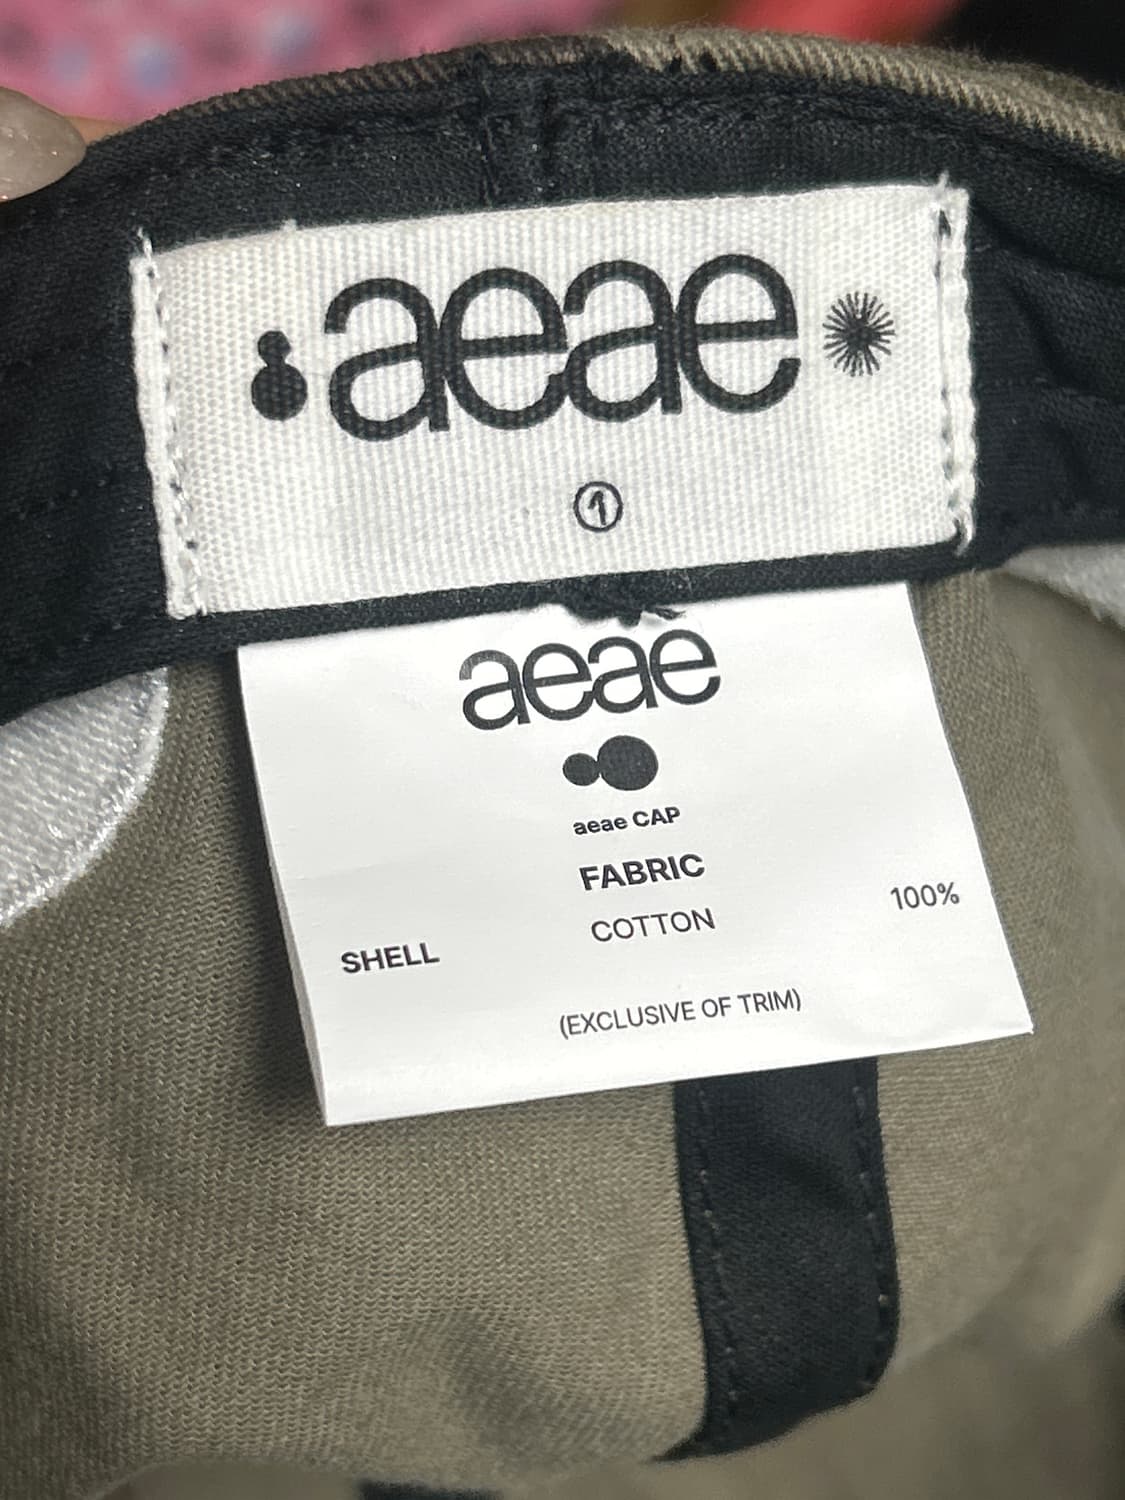 aeae
①
aeae
aeae CAP
FABRIC
SHELL COTTON 100%
(EXCLUSIVE OF TRIM)